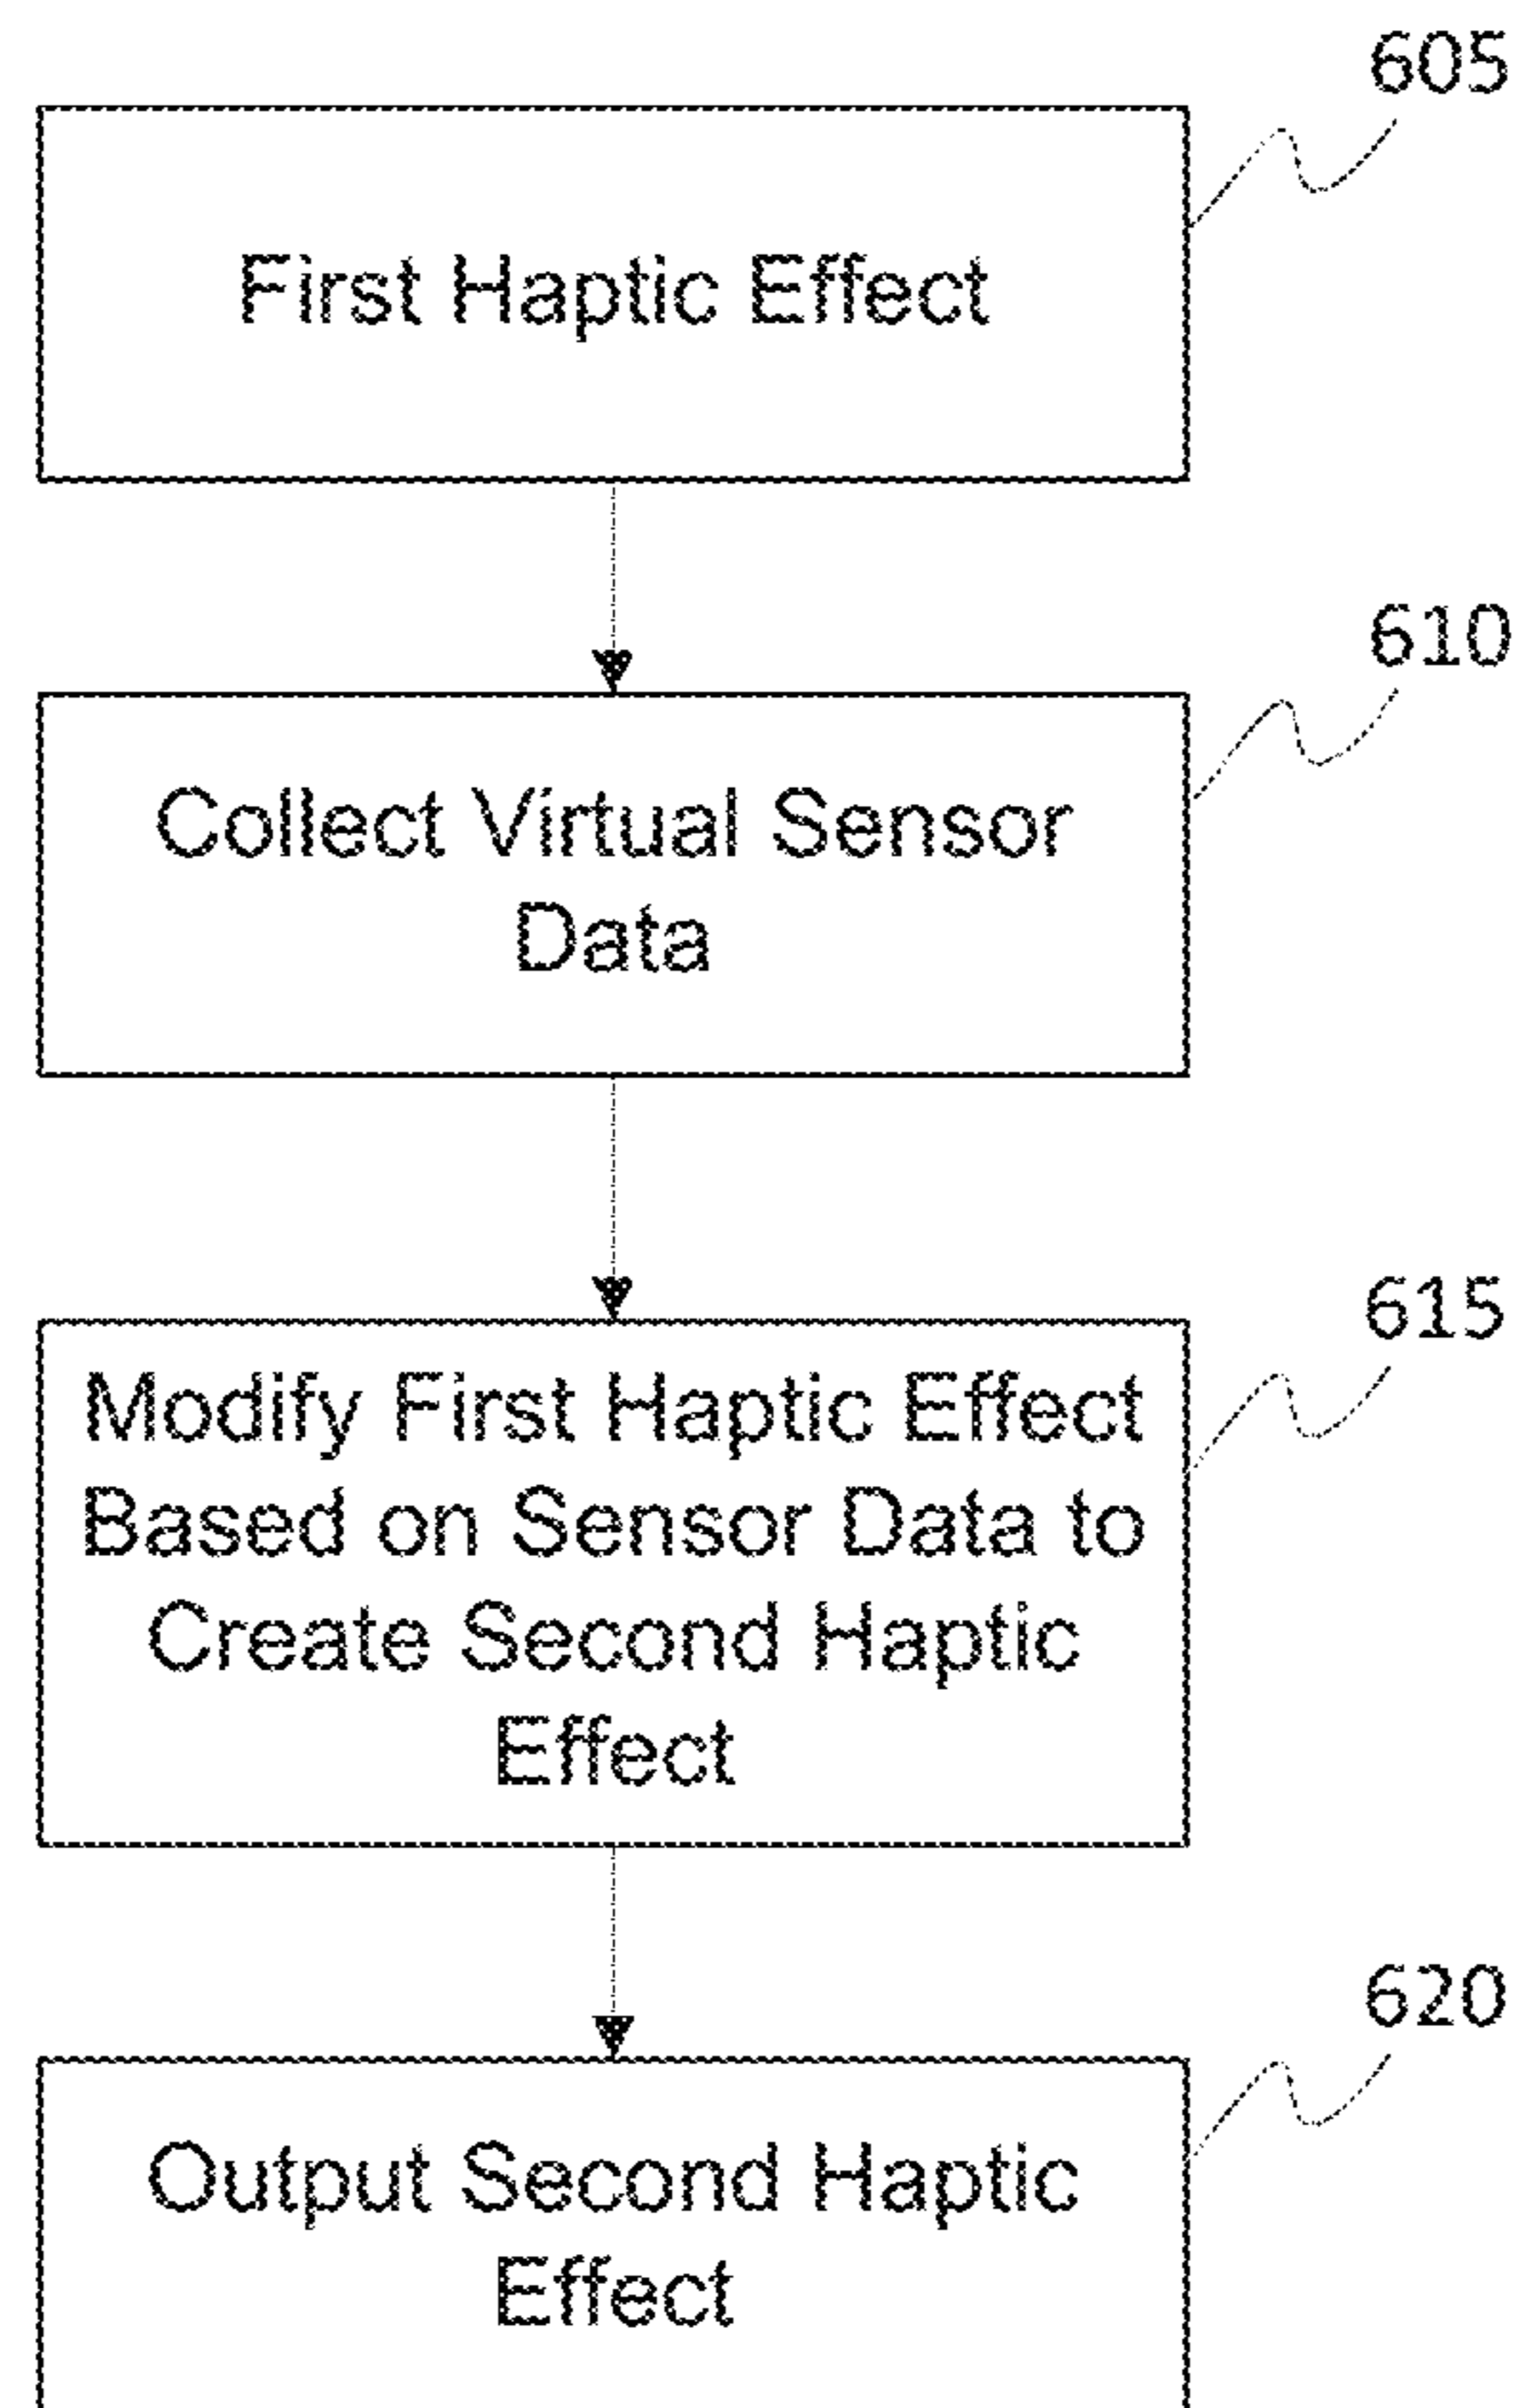 605
First Haptic Effect
610
Collect Virtual Sensor
Data
615
Modify First Haptic Effect
Based on Sensor Data to
Create Second Haptic
Effect
620
Output Second Haptic
Effect